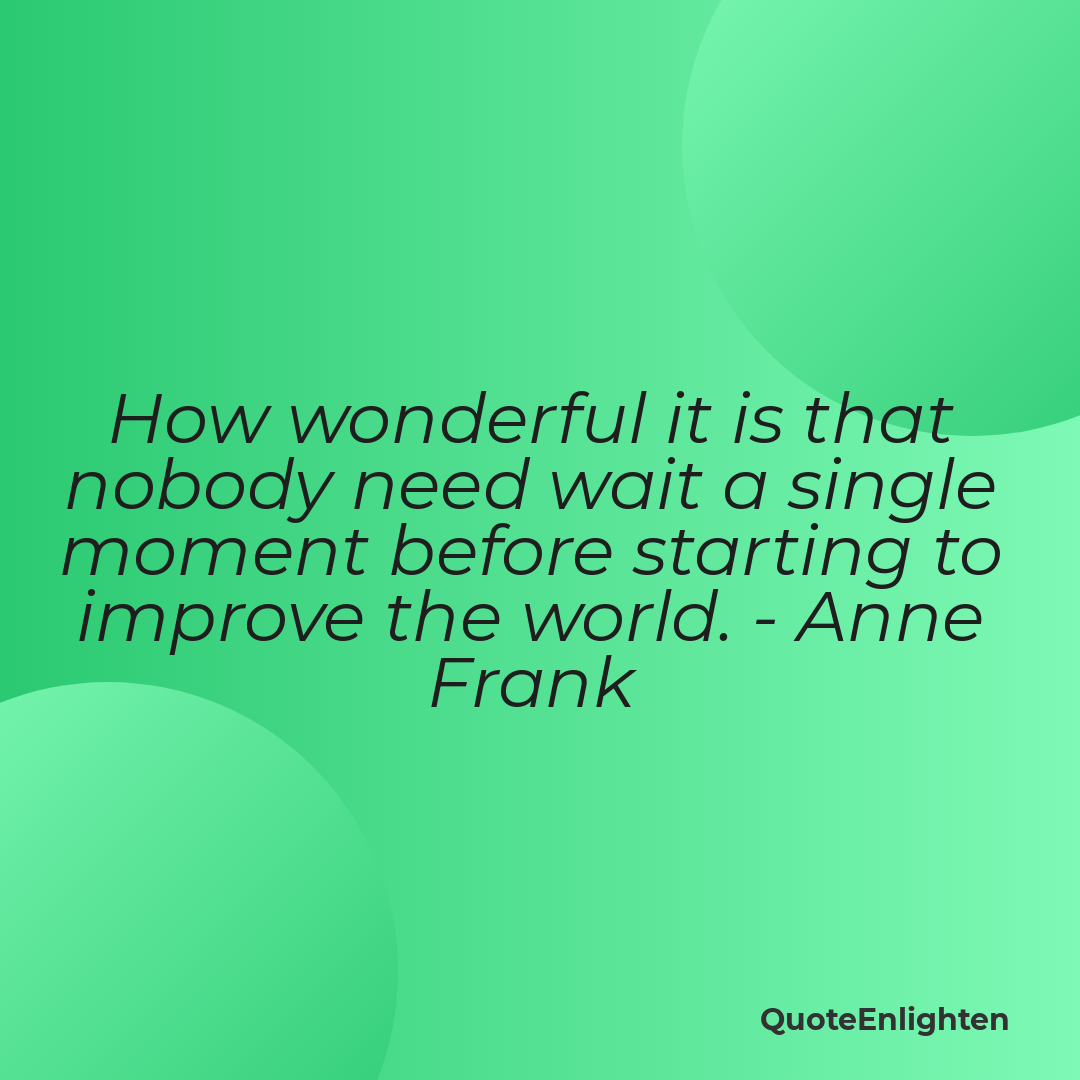 How wonderful it is that
nobody need wait a single
moment before starting to
improve the world. - Anne
Frank
QuoteEnlighten